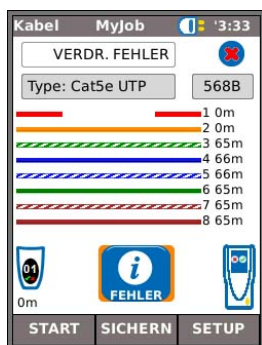 Kabel MyJob '3:33
VERDR. FEHLER
Type: Cat5e UTP 568B
1 0m
2 0m
3 65m
4 66m
5 66m
6 65m
7 65m
8 65m
01
i
0m
FEHLER
START SICHERN SETUP